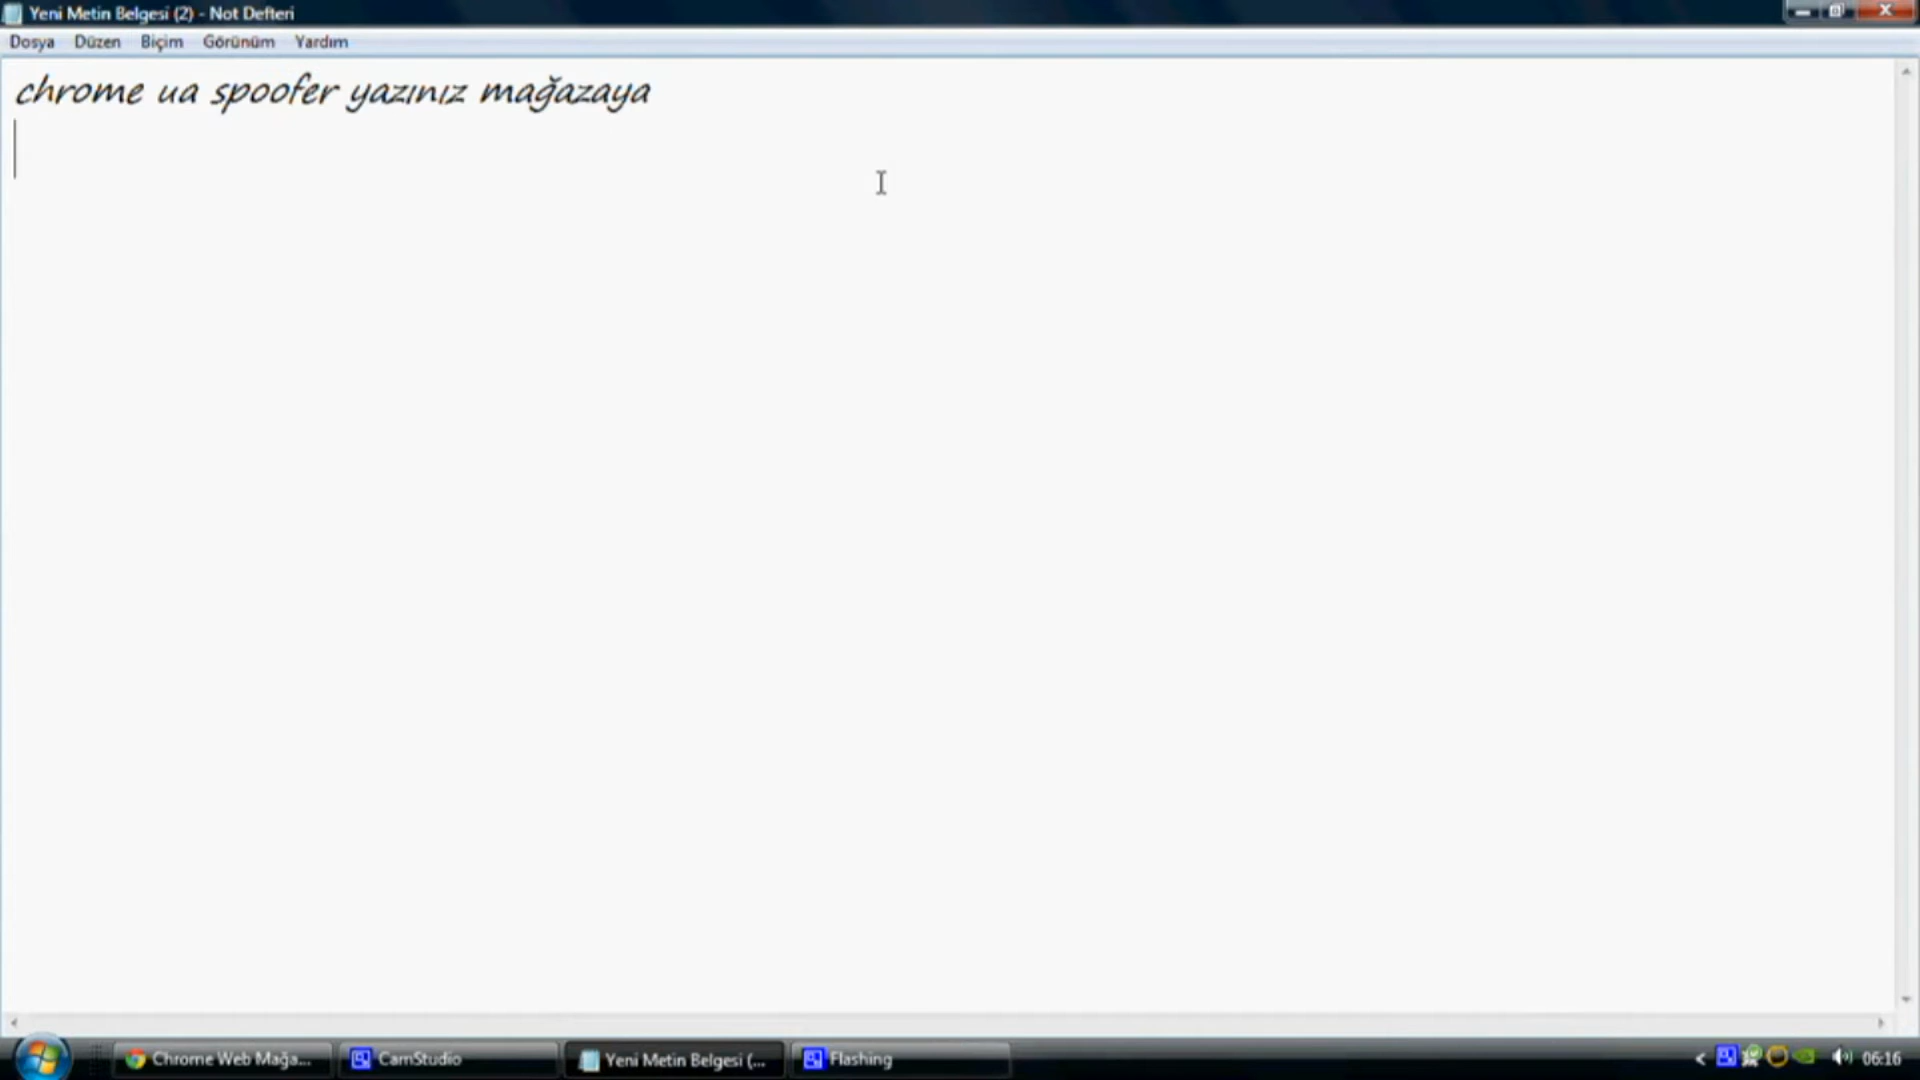 Yeni Metin Belgesi (2) - Not Defteri
Dosya Düzen Biçim Görünüm Yardım
chrome ua spoofer yazınız mağazaya
Chrome Web Mağa... CamStudio Yeni Metin Belgesi (... Flashing < 06:16